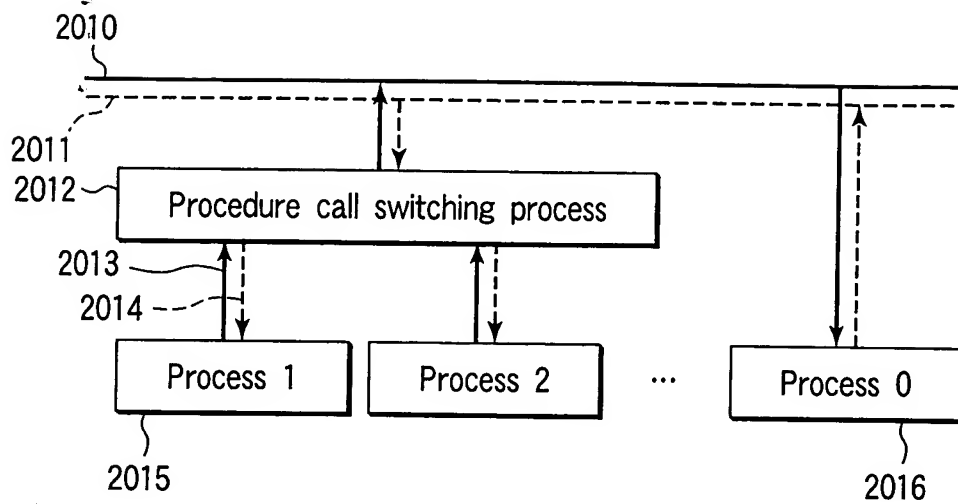 2010
2011
2012
Procedure call switching process
2013
2014
Process 1
Process 2
...
Process 0
2015
2016